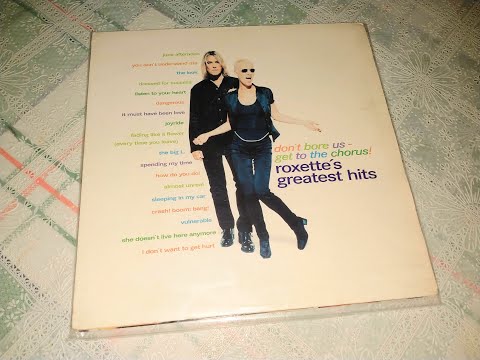 june afternoon
you don't understand me
the look
dressed for success
listen to your heart
dangerous
it must have been love
joyride
fading like a flower
(every time you leave)
the big L.
spending my time
how do you do!
almost unreal
sleeping in my car
crash! boom! bang!
vulnerable
she doesn't live here anymore
i don't want to get hurt
don't bore us -
get to the chorus!
roxette's
greatest hits